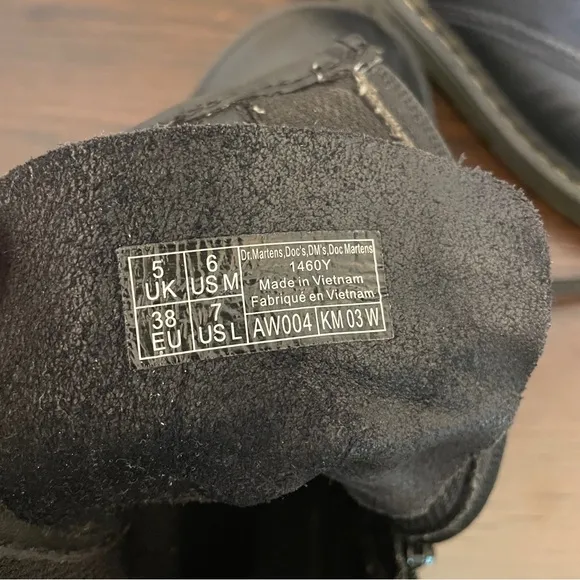 5 UK
6 US M
38 EU
7 US L
Dr.Martens,Doc's,DM's,Doc Martens
1460Y
Made in Vietnam
Fabriqué en Vietnam
AW004 KM 03 W